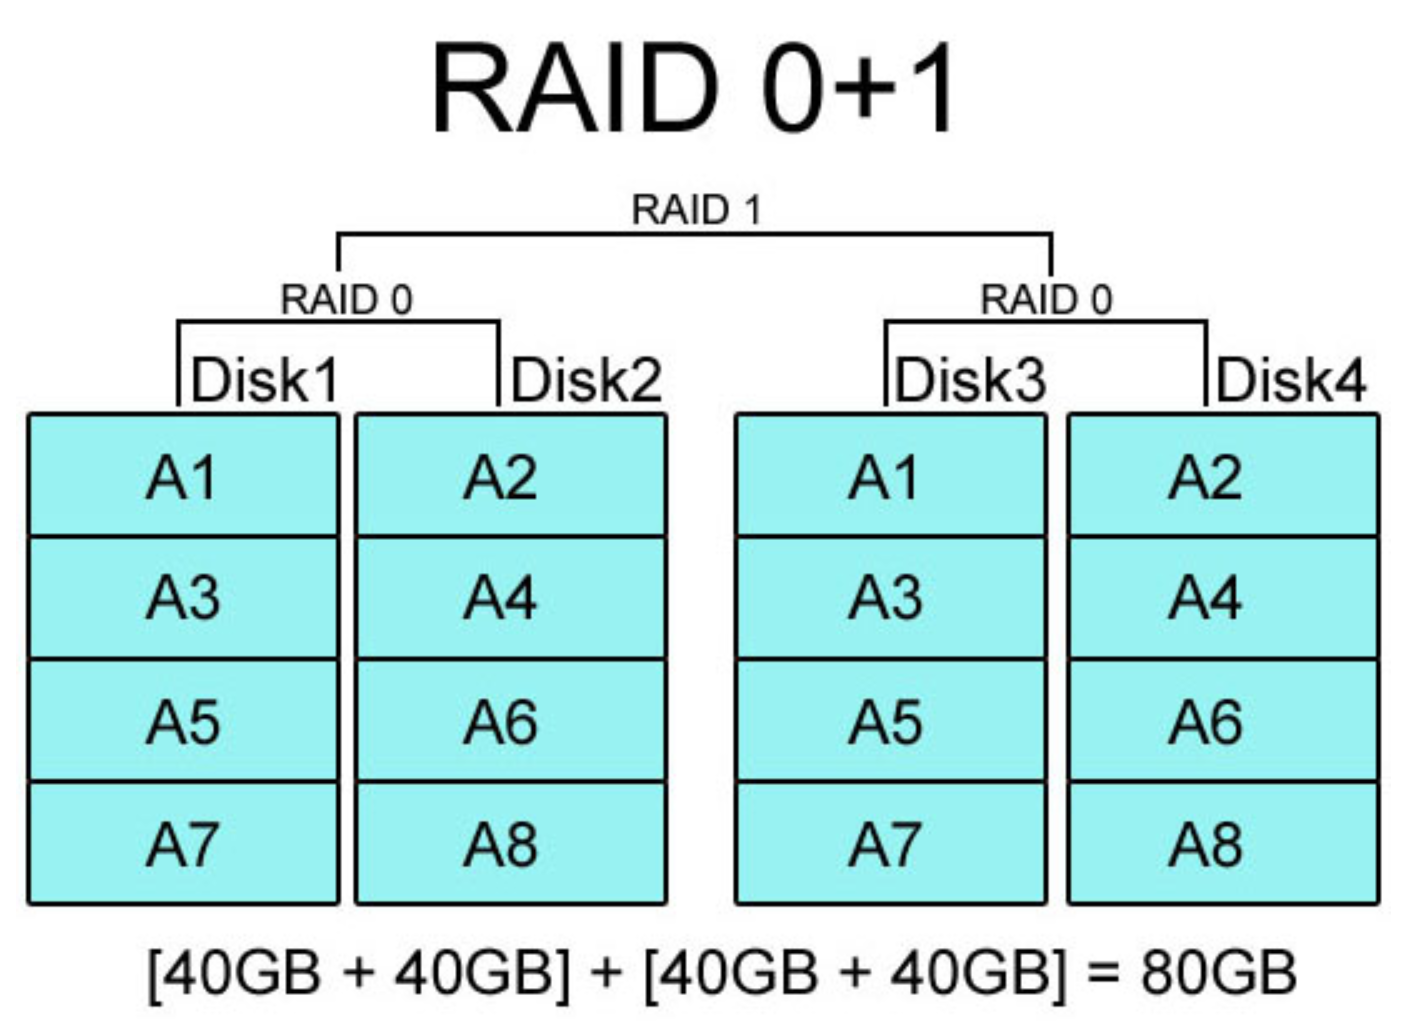 RAID 0+1
RAID 1
RAID 0 RAID 0
Disk1 Disk2 Disk3 Disk4
A1 A2 A1 A2
A3 A4 A3 A4
A5 A6 A5 A6
A7 A8 A7 A8
[40GB + 40GB] + [40GB + 40GB] = 80GB